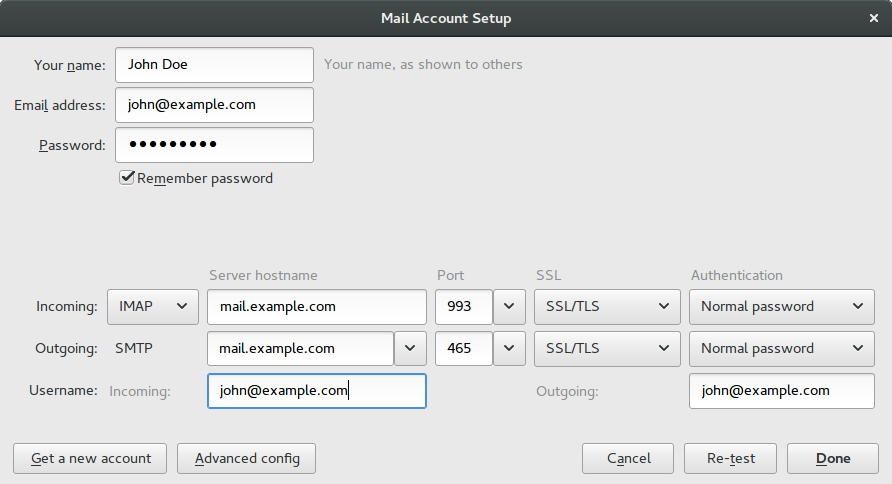 Mail Account Setup ×
Your name: John Doe Your name, as shown to others
Email address: john@example.com
Password: •••••••••
Remember password
Server hostname Port SSL Authentication
Incoming: IMAP mail.example.com 993 SSL/TLS Normal password
Outgoing: SMTP mail.example.com 465 SSL/TLS Normal password
Username: Incoming: john@example.com Outgoing: john@example.com
Get a new account Advanced config Cancel Re-test Done